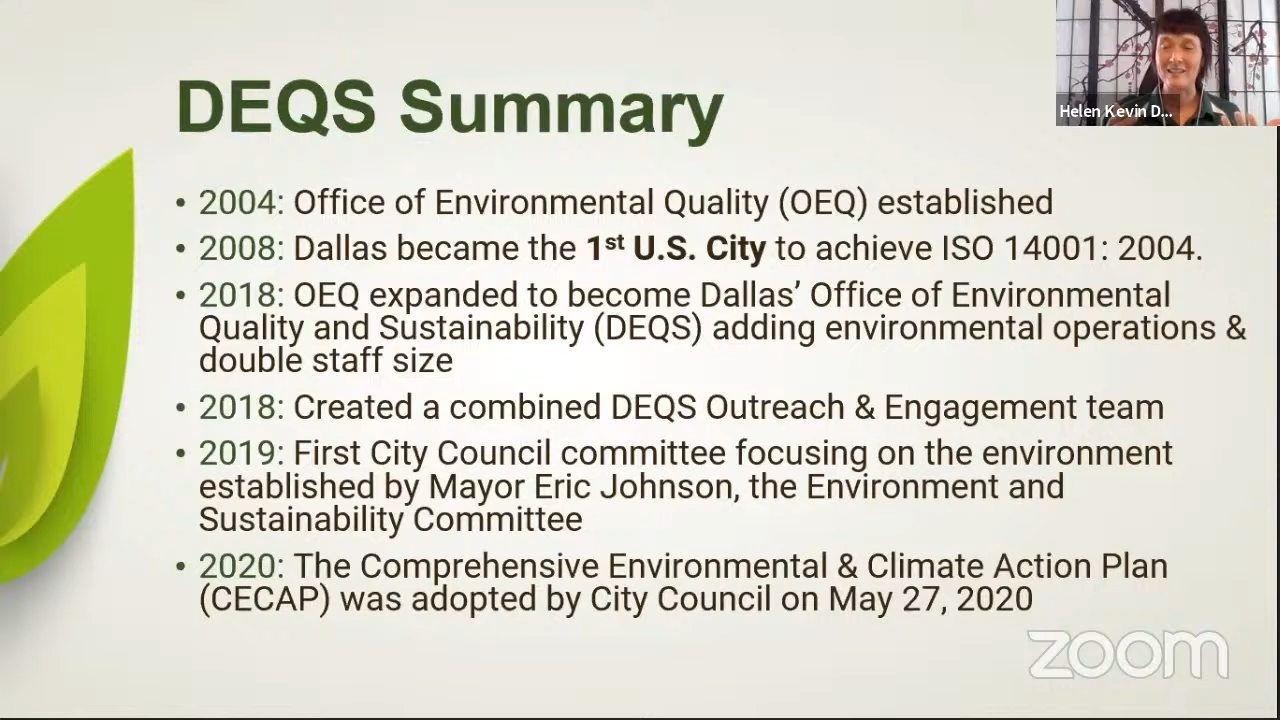 DEQS Summary
Helen Kevin D...
• 2004: Office of Environmental Quality (OEQ) established
• 2008: Dallas became the 1st U.S. City to achieve ISO 14001: 2004.
• 2018: OEQ expanded to become Dallas’ Office of Environmental
Quality and Sustainability (DEQS) adding environmental operations &
double staff size
• 2018: Created a combined DEQS Outreach & Engagement team
• 2019: First City Council committee focusing on the environment
established by Mayor Eric Johnson, the Environment and
Sustainability Committee
• 2020: The Comprehensive Environmental & Climate Action Plan
(CECAP) was adopted by City Council on May 27, 2020
zoom